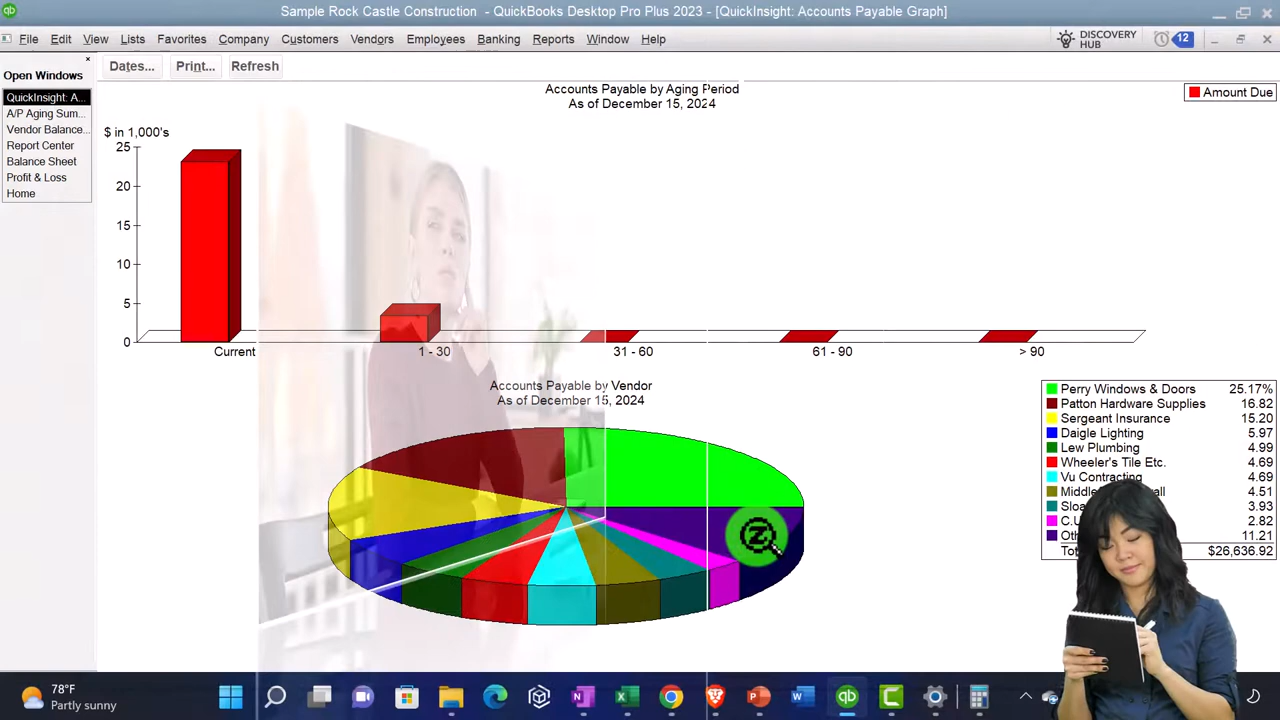 Sample Rock Castle Construction - QuickBooks Desktop Pro Plus 2023 - [QuickInsight: Accounts Payable Graph]
File Edit View Lists Favorites Company Customers Vendors Employees Banking Reports Window Help
DISCOVERY
HUB
12
Open Windows
QuickInsight: A...
A/P Aging Sum...
Vendor Balance...
Report Center
Balance Sheet
Profit & Loss
Home
Dates... Print... Refresh
Accounts Payable by Aging Period
As of December 15, 2024
Amount Due
$ in 1,000's
25
20
15
10
5
0
Current 1 - 30 31 - 60 61 - 90 > 90
Accounts Payable by Vendor
As of December 15, 2024
Perry Windows & Doors 25.17%
Patton Hardware Supplies 16.82
Sergeant Insurance 15.20
Daigle Lighting 5.97
Lew Plumbing 4.99
Wheeler's Tile Etc. 4.69
Vu Contracting 4.69
4.51
3.93
2.82
11.21
$26,636.92
78°F
Partly sunny